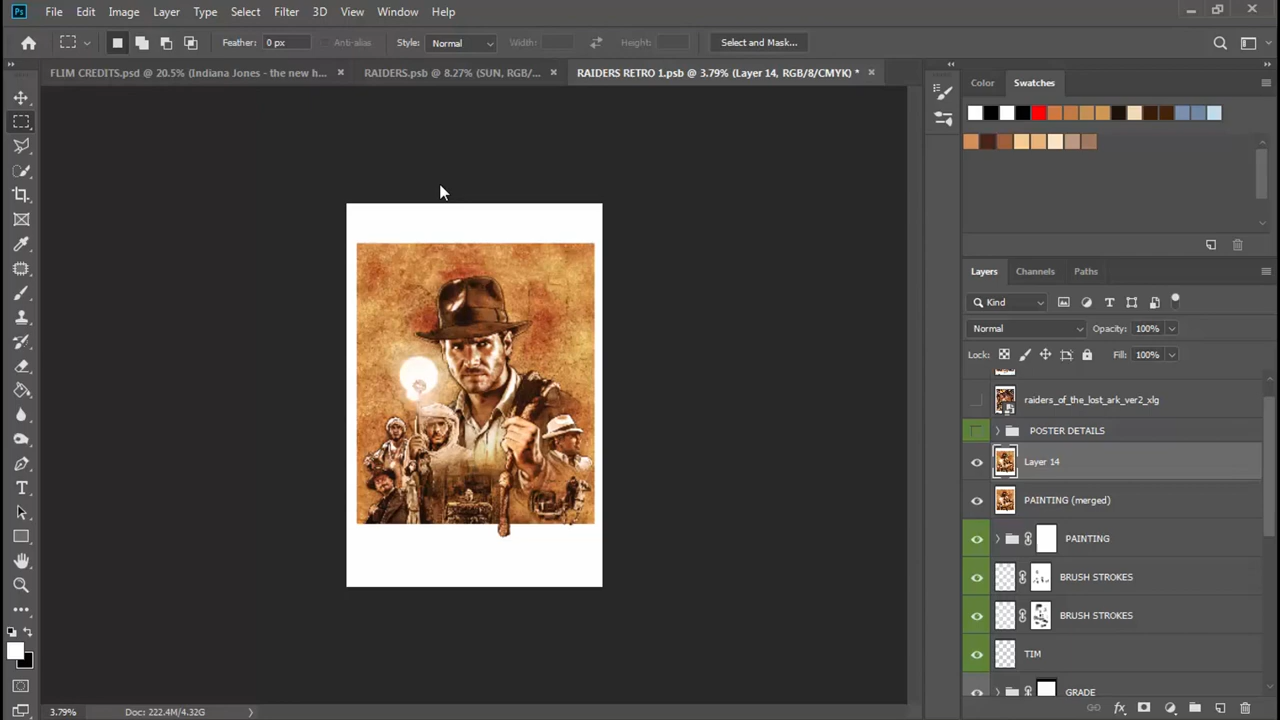 Ps File Edit Image Layer Type Select Filter 3D View Window Help
Feather: 0 px Anti-alias Style: Normal Width: Height: Select and Mask...
FLIM CREDITS.psd @ 20.5% (Indiana Jones - the new h... × RAIDERS.psb @ 8.27% (SUN, RGB/... × RAIDERS RETRO 1.psb @ 3.79% (Layer 14, RGB/8/CMYK) * ×
Color Swatches
Layers Channels Paths
Kind
Normal Opacity: 100%
Lock: Fill: 100%
raiders_of_the_lost_ark_ver2_xlg
POSTER DETAILS
Layer 14
PAINTING (merged)
PAINTING
BRUSH STROKES
BRUSH STROKES
TIM
GRADE
3.79% Doc: 222.4M/4.32G